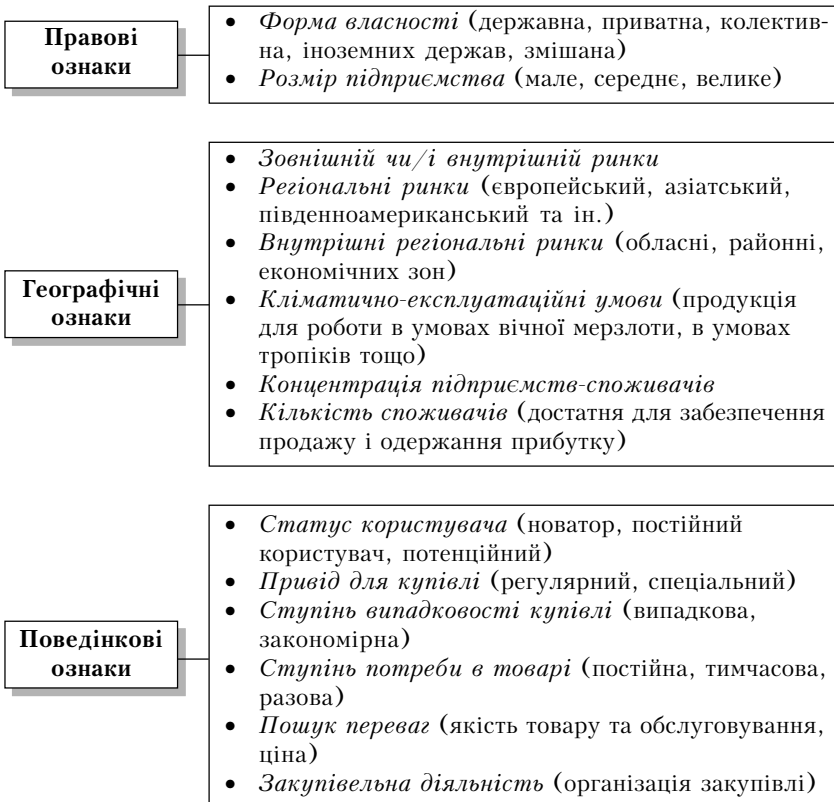 Правові
ознаки
• Форма власності (державна, приватна, колектив-
на, іноземних держав, змішана)
• Розмір підприємства (мале, середнє, велике)
Географічні
ознаки
• Зовнішній чи/і внутрішній ринки
• Регіональні ринки (європейський, азіатський,
південноамериканський та ін.)
• Внутрішні регіональні ринки (обласні, районні,
економічних зон)
• Кліматично-експлуатаційні умови (продукція
для роботи в умовах вічної мерзлоти, в умовах
тропіків тощо)
• Концентрація підприємств-споживачів
• Кількість споживачів (достатня для забезпечення
продажу і одержання прибутку)
Поведінкові
ознаки
• Статус користувача (новатор, постійний
користувач, потенційний)
• Привід для купівлі (регулярний, спеціальний)
• Ступінь випадковості купівлі (випадкова,
закономірна)
• Ступінь потреби в товарі (постійна, тимчасова,
разова)
• Пошук переваг (якість товару та обслуговування,
ціна)
• Закупівельна діяльність (організація закупівлі)